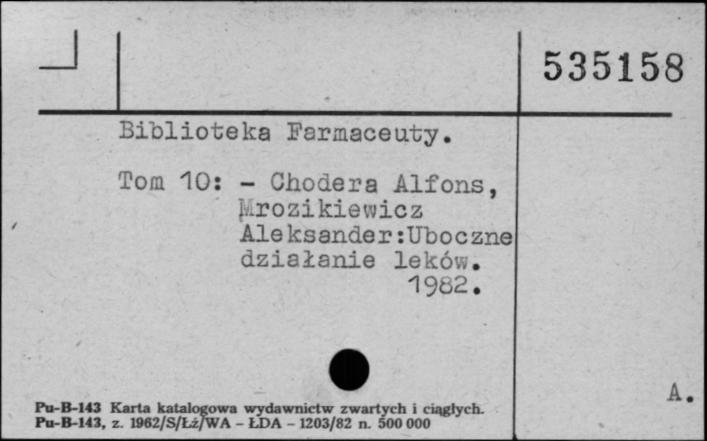 535158
Biblioteka Farmaceuty.
Tom 10: - Chodera Alfons,
Mrozikiewicz
Aleksander:Uboczne
działanie leków.
1982.
A.
Pu-B-143 Karta katalogowa wydawnictw zwartych i ciągłych.
Pu-B-143, z. 1962/S/Łź/WA - ŁDA - 1203/82 n. 500 000